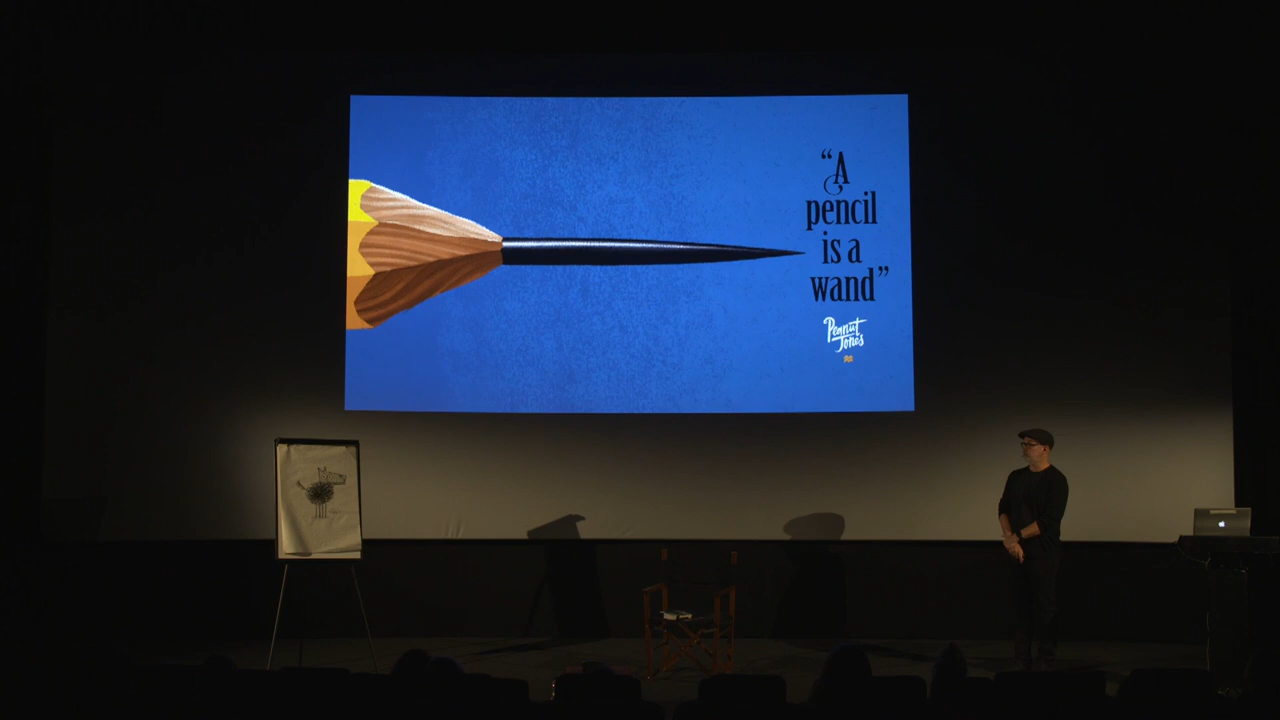 “A
pencil
is a
wand”
Peanut
Jones